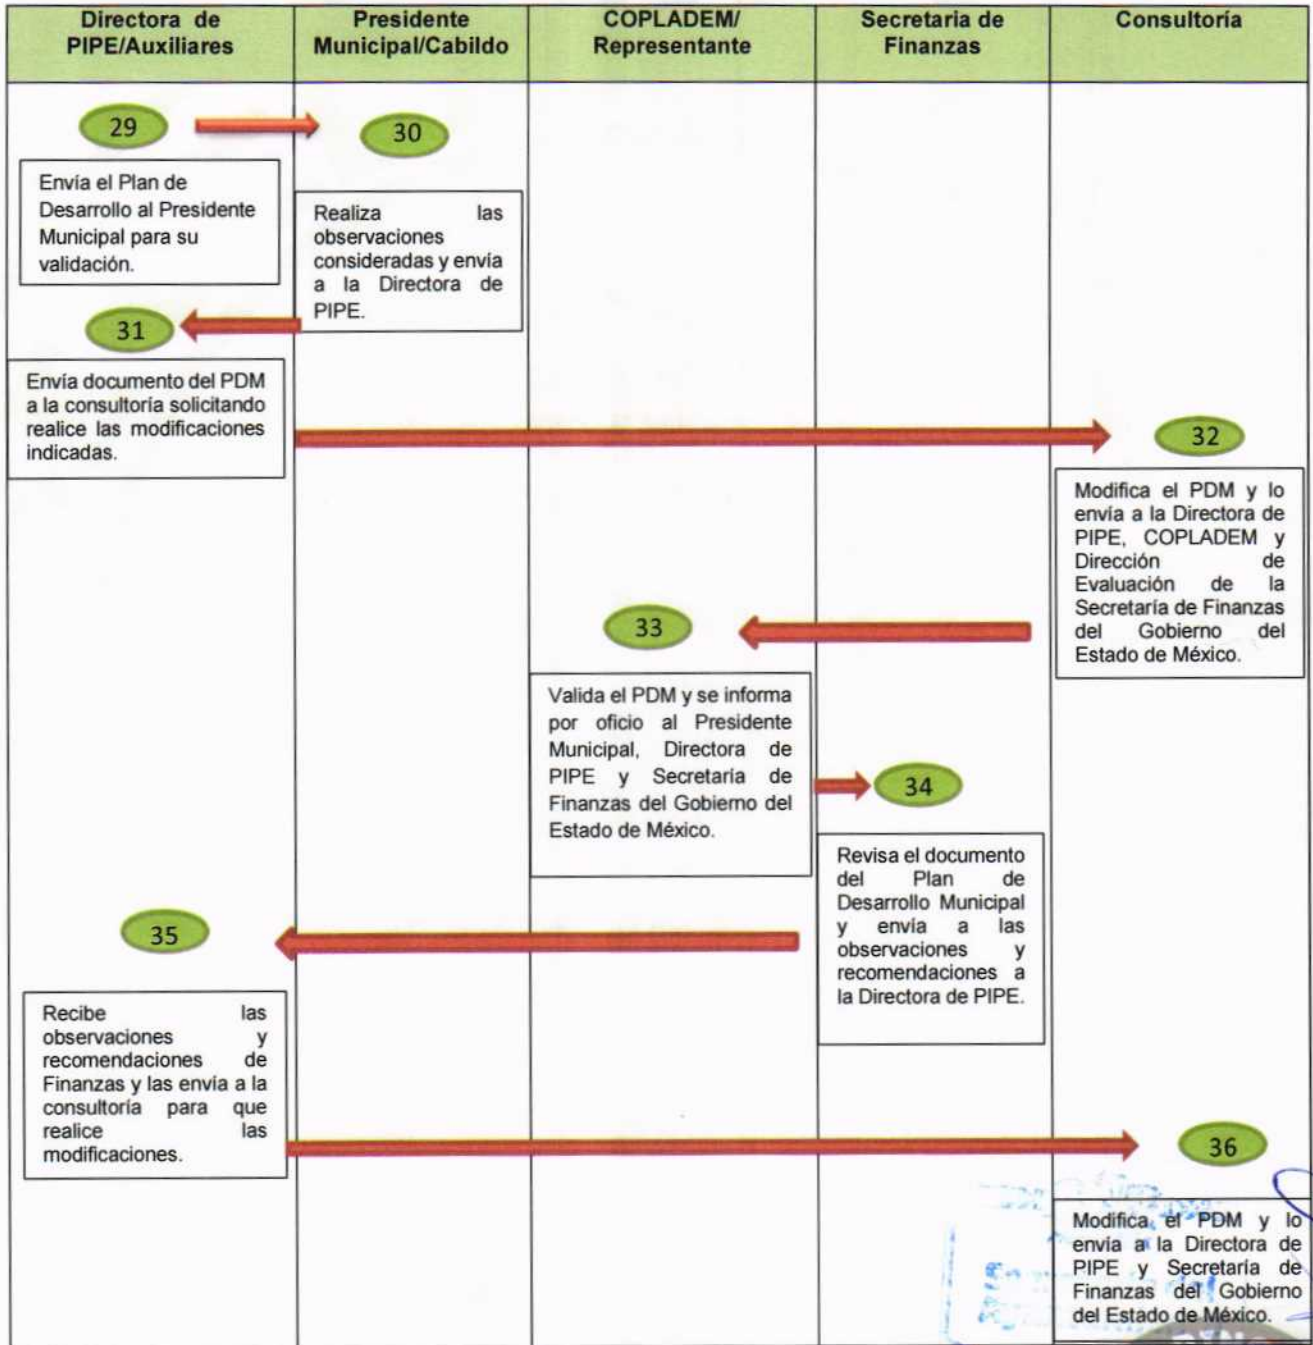 Directora de
PIPE/Auxiliares
Presidente
Municipal/Cabildo
COPLADEM/
Representante
Secretaria de
Finanzas
Consultoría
29
Envía el Plan de
Desarrollo al Presidente
Municipal para su
validación.
30
Realiza las
observaciones
consideradas y envía
a la Directora de
PIPE.
31
Envía documento del PDM
a la consultoría solicitando
realice las modificaciones
indicadas.
32
Modifica el PDM y lo
envía a la Directora de
PIPE, COPLADEM y
Dirección de
Evaluación de la
Secretaría de Finanzas
del Gobierno del
Estado de México.
33
Valida el PDM y se informa
por oficio al Presidente
Municipal, Directora de
PIPE y Secretaría de
Finanzas del Gobierno del
Estado de México.
34
Revisa el documento
del Plan de
Desarrollo Municipal
y envía a las
observaciones y
recomendaciones a
la Directora de PIPE.
35
Recibe las
observaciones y
recomendaciones de
Finanzas y las envía a la
consultoría para que
realice las
modificaciones.
36
Modifica el PDM y lo
envía a la Directora de
PIPE y Secretaría de
Finanzas del Gobierno
del Estado de México.